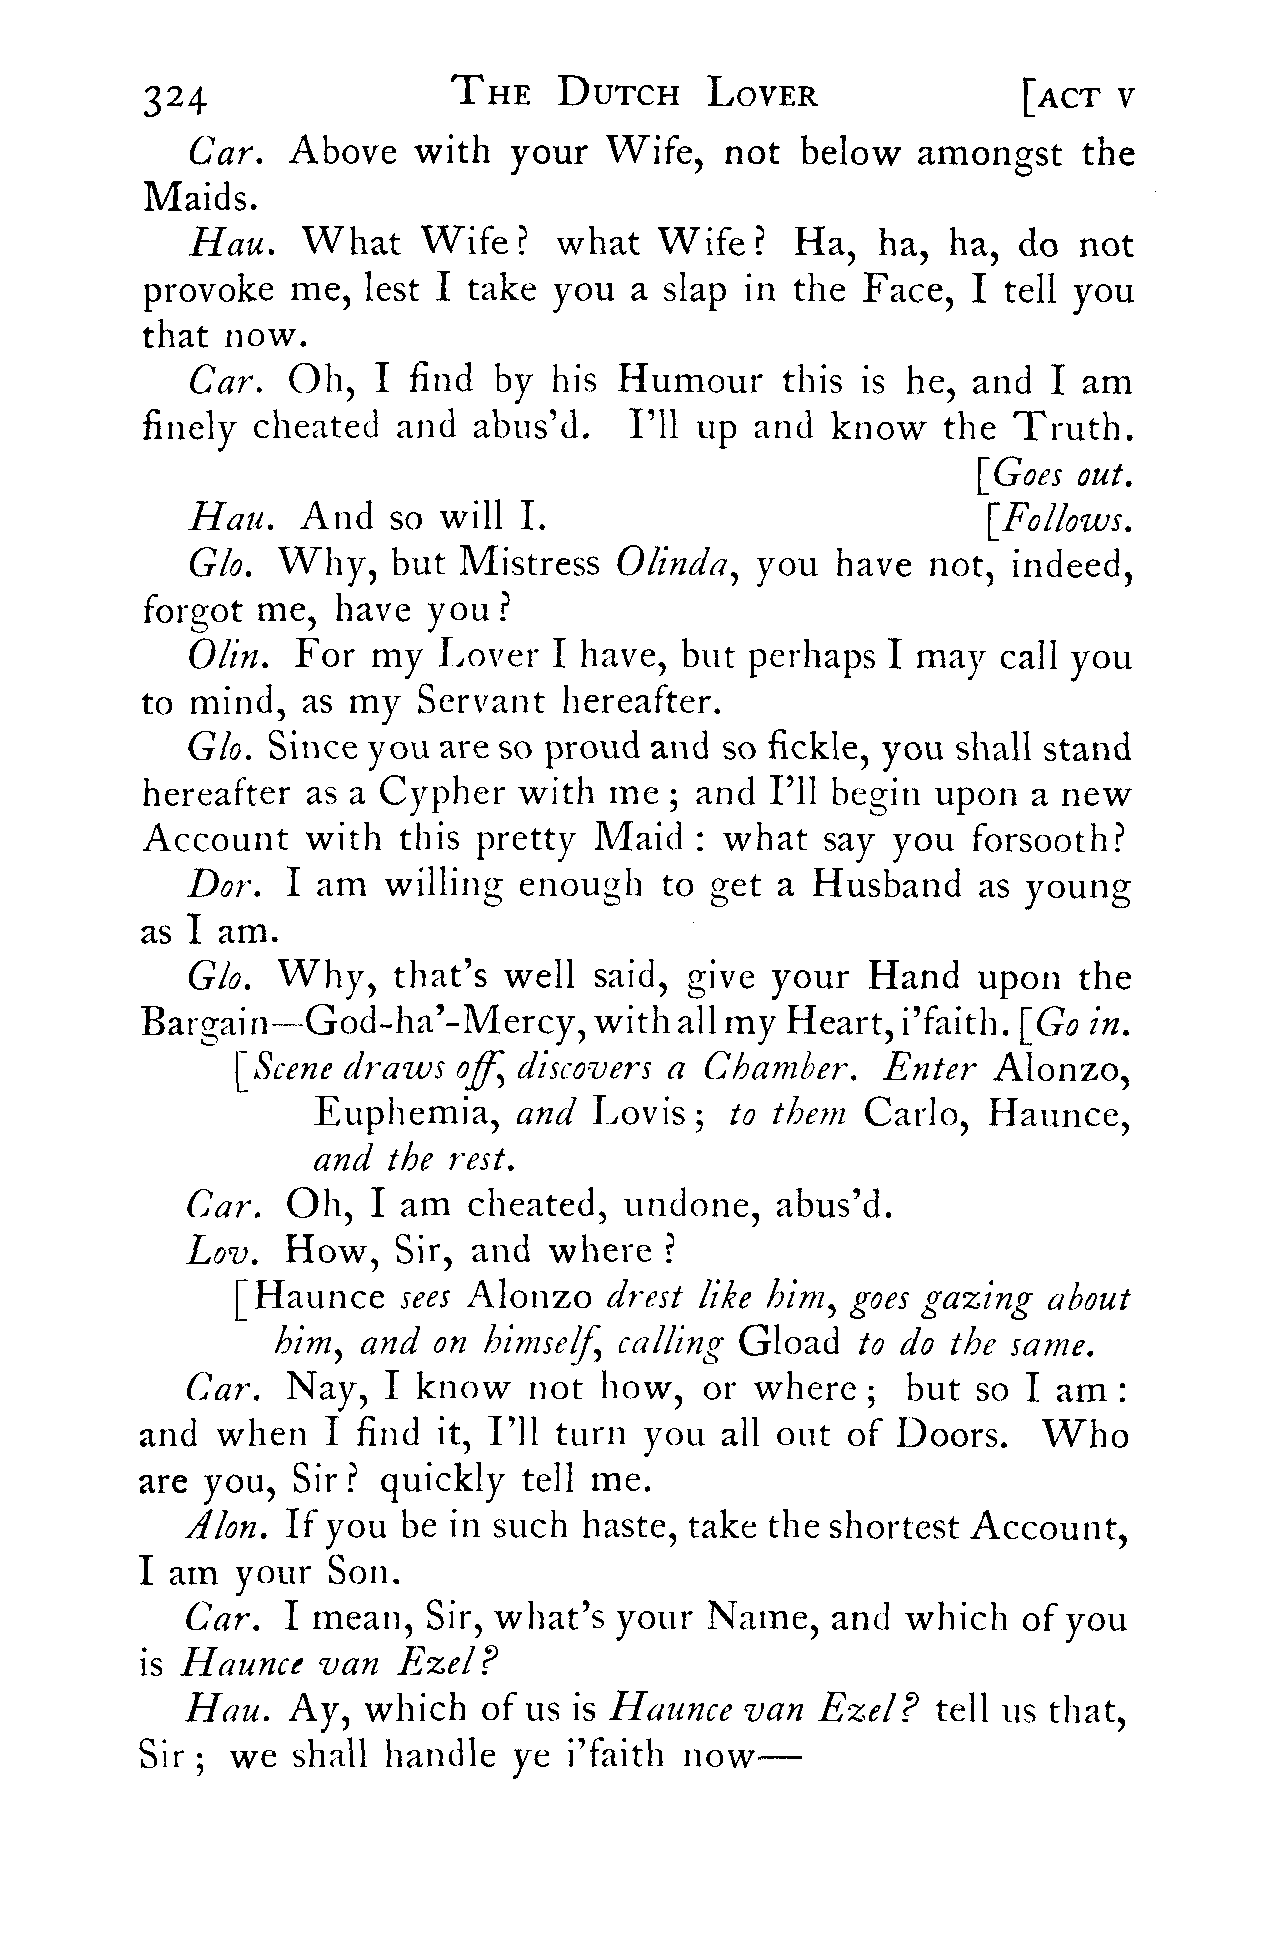 324 THE DUTCH LOVER [ACT V
Car. Above with your Wife, not below amongst the
Maids.
Hau. What Wife? what Wife? Ha, ha, ha, do not
provoke me, lest I take you a slap in the Face, I tell you
that now.
Car. Oh, I find by his Humour this is he, and I am
finely cheated and abus'd. I'll up and know the Truth.
[Goes out.
Hau. And so will I. [Follows.
Glo. Why, but Mistress Olinda, you have not, indeed,
forgot me, have you?
Olin. For my Lover I have, but perhaps I may call you
to mind, as my Servant hereafter.
Glo. Since you are so proud and so fickle, you shall stand
hereafter as a Cypher with me; and I'll begin upon a new
Account with this pretty Maid: what say you forsooth?
Dor. I am willing enough to get a Husband as young
as I am.
Glo. Why, that's well said, give your Hand upon the
Bargain—God-ha'-Mercy, with all my Heart, i'faith. [Go in.
[Scene draws off, discovers a Chamber. Enter Alonzo,
Euphemia, and Lovis; to them Carlo, Haunce,
and the rest.
Car. Oh, I am cheated, undone, abus'd.
Lov. How, Sir, and where?
[Haunce sees Alonzo drest like him, goes gazing about
him, and on himself, calling Gload to do the same.
Car. Nay, I know not how, or where; but so I am:
and when I find it, I'll turn you all out of Doors. Who
are you, Sir? quickly tell me.
Alon. If you be in such haste, take the shortest Account,
I am your Son.
Car. I mean, Sir, what's your Name, and which of you
is Haunce van Ezel?
Hau. Ay, which of us is Haunce van Ezel? tell us that,
Sir; we shall handle ye i'faith now—